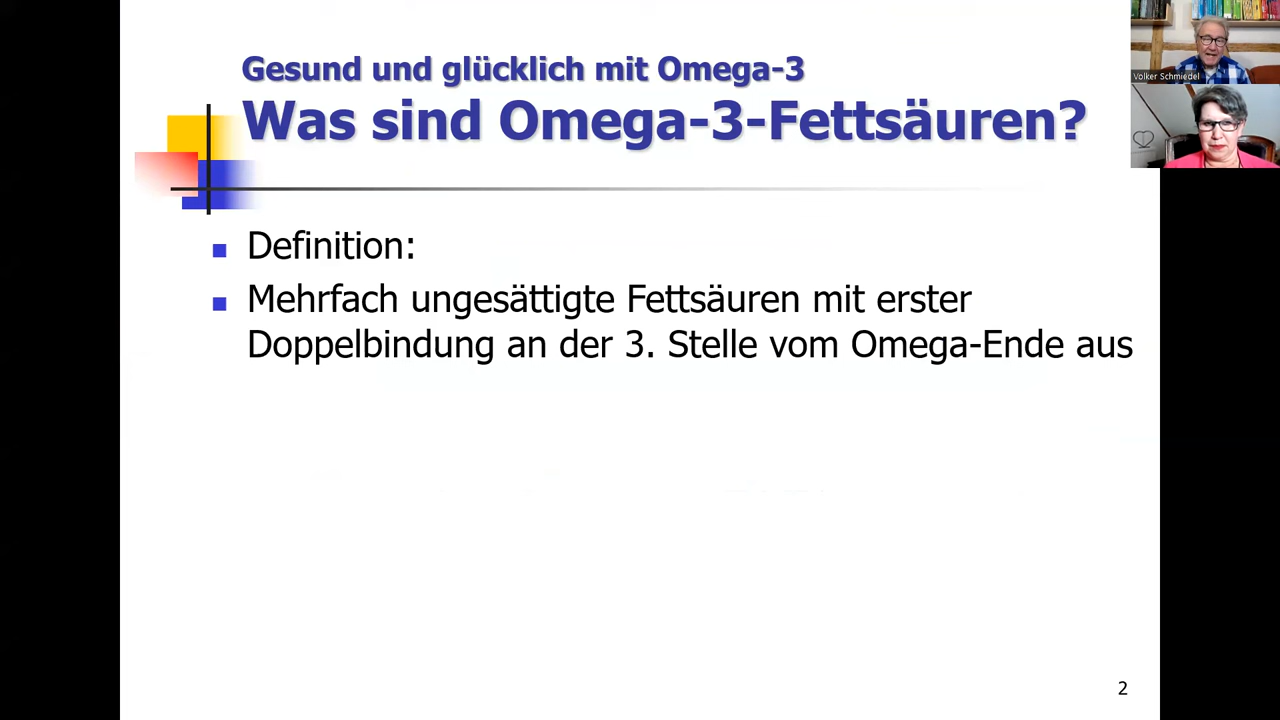 Gesund und glücklich mit Omega-3
Was sind Omega-3-Fettsäuren?
Volker Schmiedel
Definition:
Mehrfach ungesättigte Fettsäuren mit erster
Doppelbindung an der 3. Stelle vom Omega-Ende aus
2